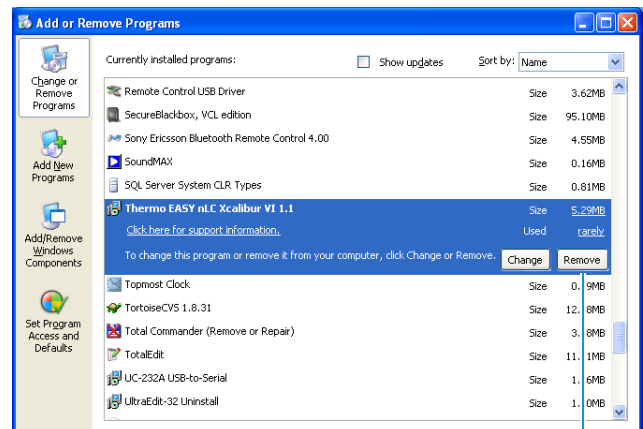 Add or Remove Programs
Change or
Remove
Programs
Add New
Programs
Add/Remove
Windows
Components
Set Program
Access and
Defaults
Currently installed programs:
Show updates
Sort by: Name
Remote Control USB Driver Size 3.62MB
SecureBlackbox, VCL edition Size 95.10MB
Sony Ericsson Bluetooth Remote Control 4.00 Size 4.55MB
SoundMAX Size 0.16MB
SQL Server System CLR Types Size 0.81MB
Thermo EASY nLC Xcalibur VI 1.1 Size 5.29MB
Click here for support information. Used rarely
To change this program or remove it from your computer, click Change or Remove. Change Remove
Topmost Clock Size
TortoiseCVS 1.8.31 Size
Total Commander (Remove or Repair) Size
TotalEdit Size
UC-232A USB-to-Serial Size
UltraEdit-32 Uninstall Size